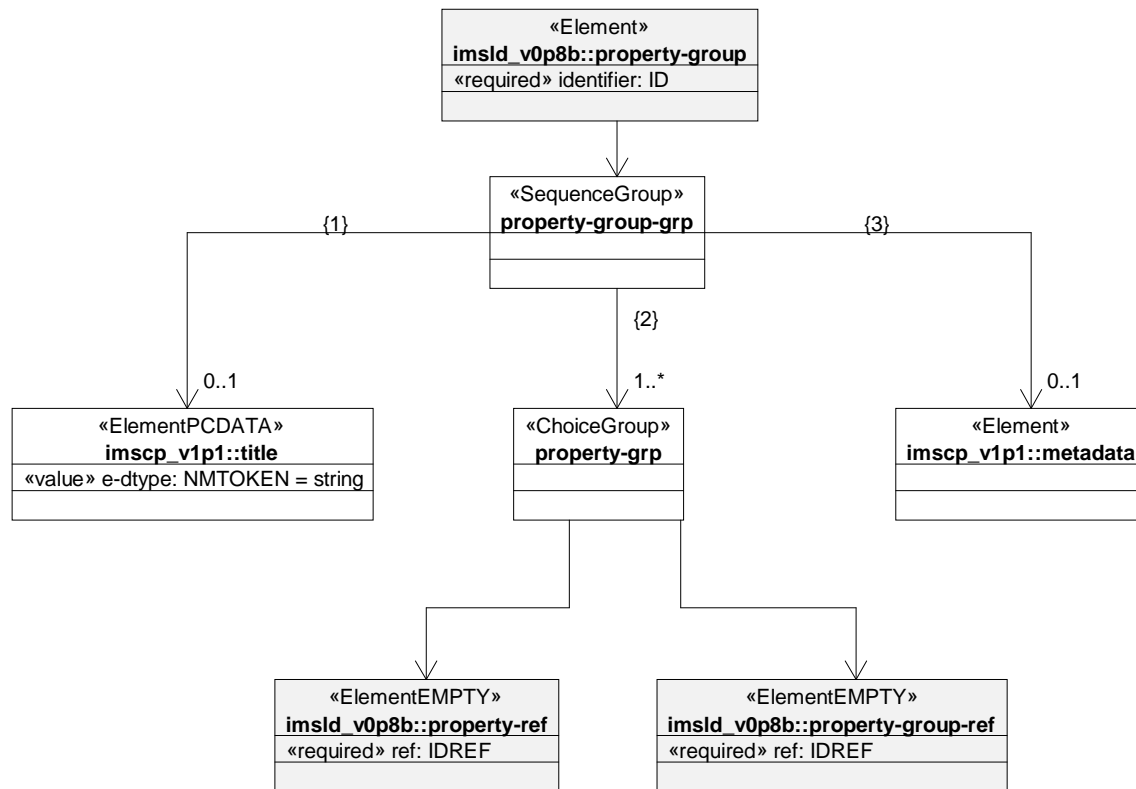 «Element»
imsld_v0p8b::property-group
«required» identifier: ID
«SequenceGroup»
property-group-grp
{1}
{3}
{2}
0..1
1..*
0..1
«ElementPCDATA»
imscp_v1p1::title
«value» e-dtype: NMTOKEN = string
«ChoiceGroup»
property-grp
«Element»
imscp_v1p1::metadata
«ElementEMPTY»
imsld_v0p8b::property-ref
«required» ref: IDREF
«ElementEMPTY»
imsld_v0p8b::property-group-ref
«required» ref: IDREF